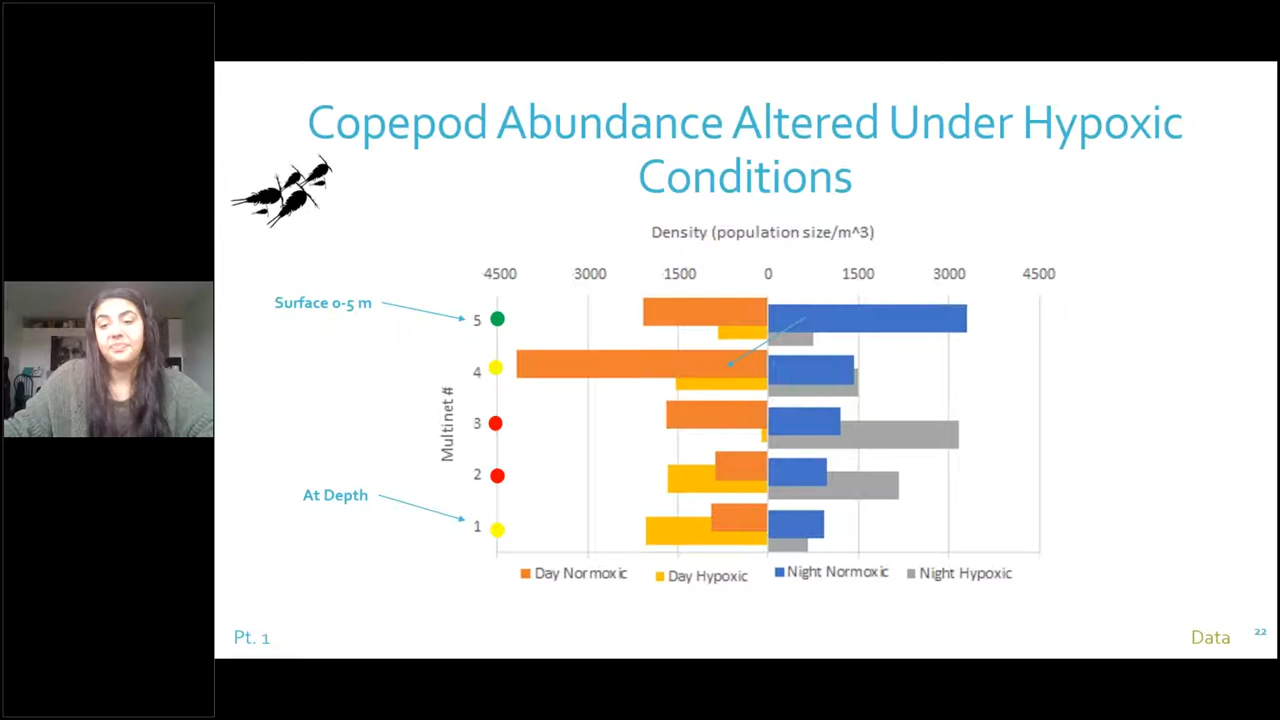 Copepod Abundance Altered Under Hypoxic
Conditions
Density (population size/m^3)
4500 3000 1500 0 1500 3000 4500
Surface 0-5 m
5
4
3
2
1
Multinet #
At Depth
Day Normoxic Day Hypoxic Night Normoxic Night Hypoxic
Pt. 1
Data
22